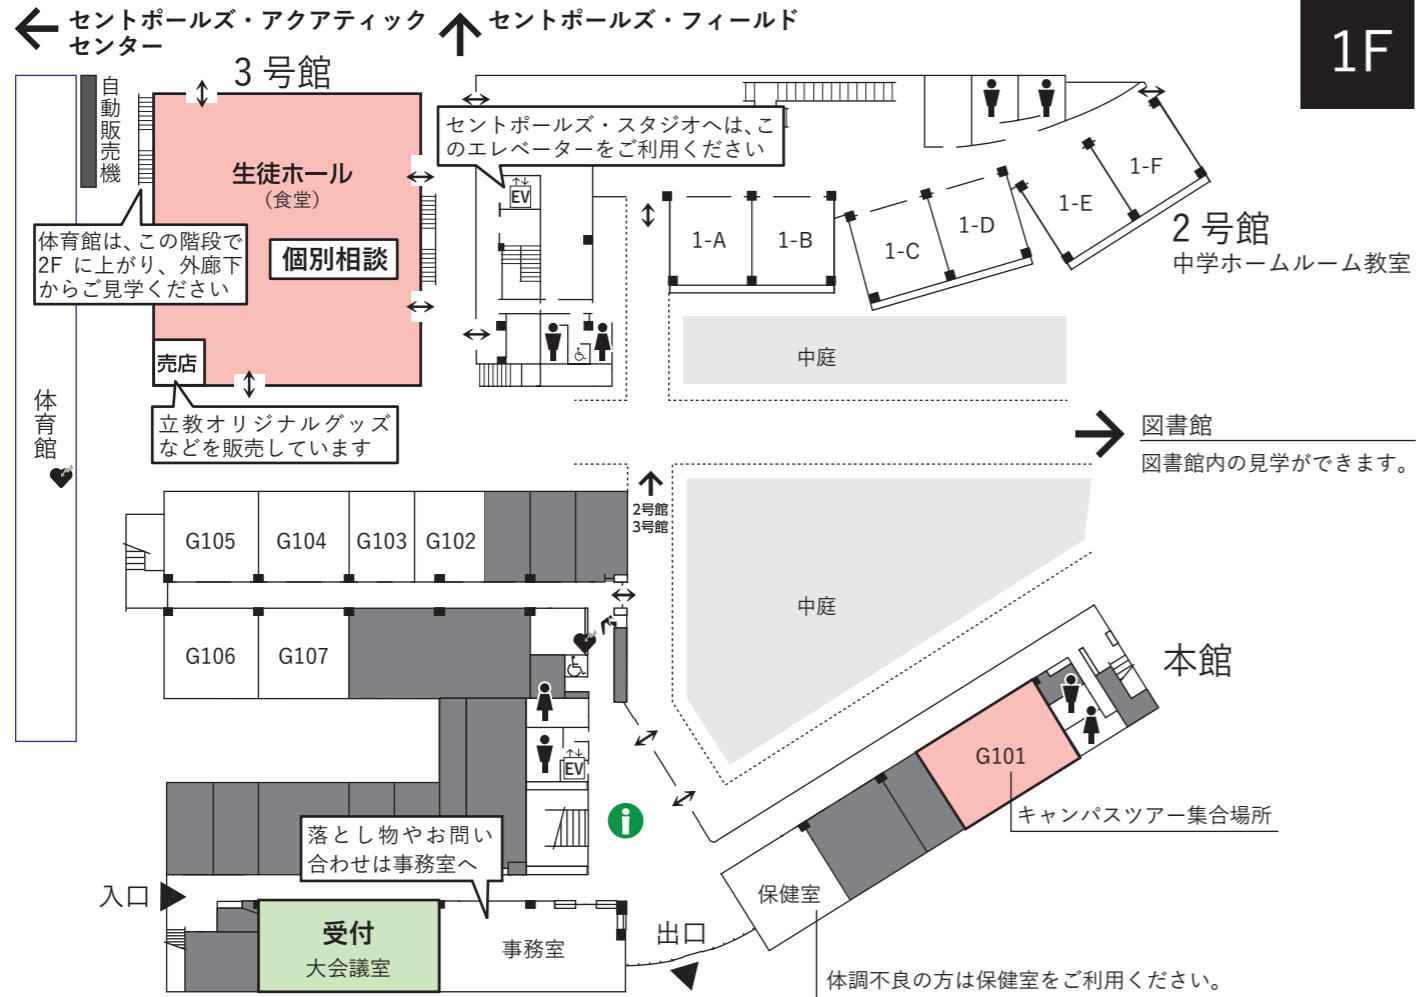 セントポールズ・アクアティック
センター
セントポールズ・フィールド
1F
3号館
自動販売機
生徒ホール
（食堂）
個別相談
体育館は、この階段で
2Fに上がり、外廊下
からご見学ください
売店
立教オリジナルグッズ
などを販売しています
体育館
セントポールズ・スタジオへは、こ
のエレベーターをご利用ください
EV
1-A
1-B
1-C
1-D
1-E
1-F
2号館
中学ホームルーム教室
中庭
図書館
図書館内の見学ができます。
2号館
3号館
G105
G104
G103
G102
G106
G107
中庭
本館
EV
G101
キャンパスツアー集合場所
落とし物やお問い
合わせは事務室へ
入口
受付
大会議室
事務室
出口
保健室
体調不良の方は保健室をご利用ください。